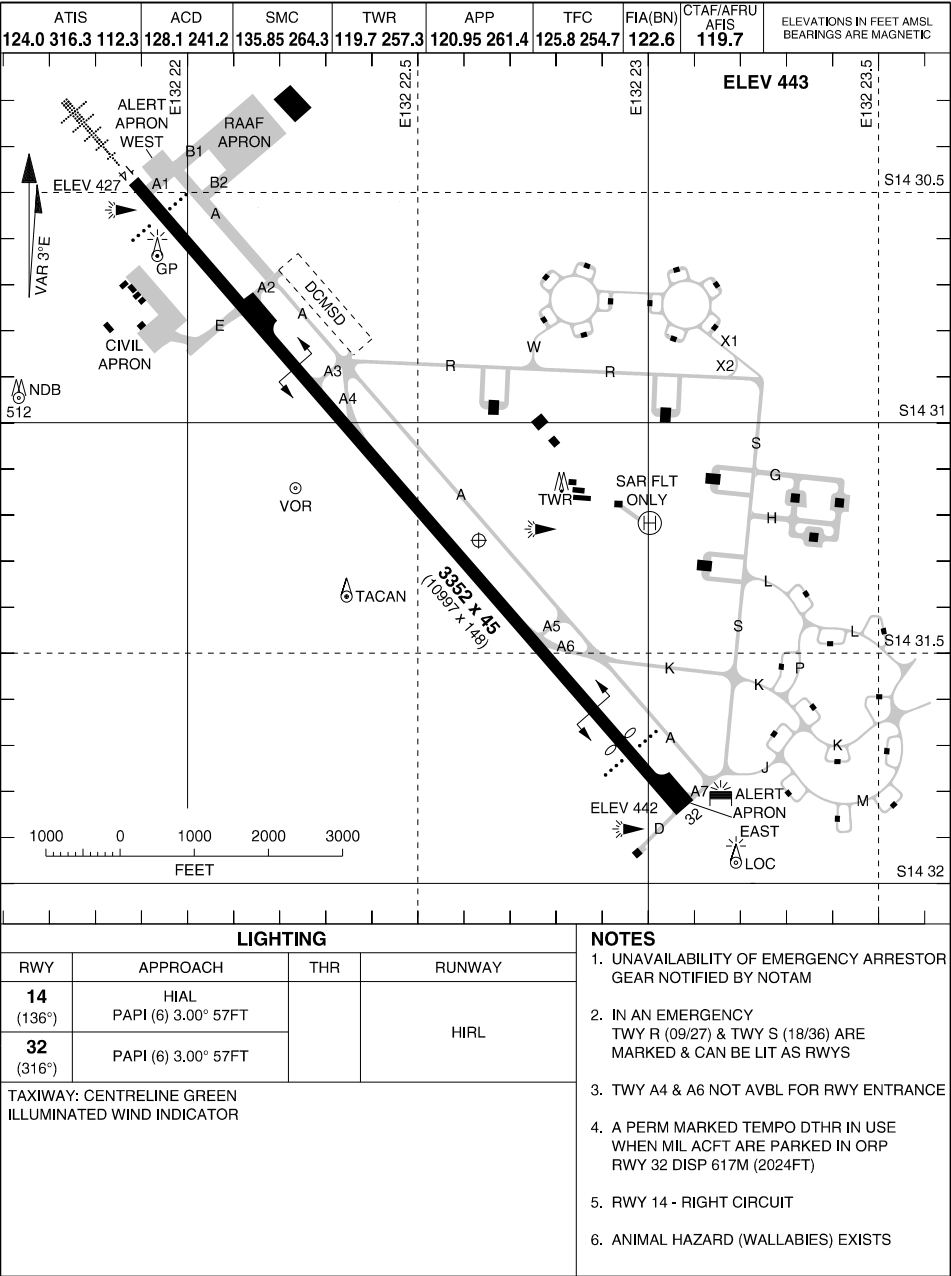 ATIS
124.0 316.3 112.3
ACD
128.1 241.2
SMC
135.85 264.3
TWR
119.7 257.3
APP
120.95 261.4
TFC
125.8 254.7
FIA(BN)
122.6
CTAF/AFRU
AFIS
119.7
ELEVATIONS IN FEET AMSL
BEARINGS ARE MAGNETIC
E132 22
E132 22.5
E132 23
E132 23.5
ELEV 443
ALERT
APRON
WEST
RAAF
APRON
B1
B2
A1
ELEV 427
A
S14 30.5
VAR 3°E
GP
A2
DCMSD
A
E
CIVIL
APRON
W
X1
X2
A3
R
R
A4
NDB
512
S14 31
S
G
SAR FLT
ONLY
TWR
H
VOR
A
H
3352 x 45
(10997 x 148)
TACAN
L
A5
S
L
S14 31.5
A6
K
P
K
A
K
J
A7
ALERT
APRON
EAST
M
32
ELEV 442
D
LOC
S14 32
1000
0
1000
2000
3000
FEET
LIGHTING
RWY
APPROACH
THR
RUNWAY
14
(136°)
HIAL
PAPI (6) 3.00° 57FT
HIRL
32
(316°)
PAPI (6) 3.00° 57FT
TAXIWAY: CENTRELINE GREEN
ILLUMINATED WIND INDICATOR
NOTES
1. UNAVAILABILITY OF EMERGENCY ARRESTOR
GEAR NOTIFIED BY NOTAM
2. IN AN EMERGENCY
TWY R (09/27) & TWY S (18/36) ARE
MARKED & CAN BE LIT AS RWYS
3. TWY A4 & A6 NOT AVBL FOR RWY ENTRANCE
4. A PERM MARKED TEMPO DTHR IN USE
WHEN MIL ACFT ARE PARKED IN ORP
RWY 32 DISP 617M (2024FT)
5. RWY 14 - RIGHT CIRCUIT
6. ANIMAL HAZARD (WALLABIES) EXISTS